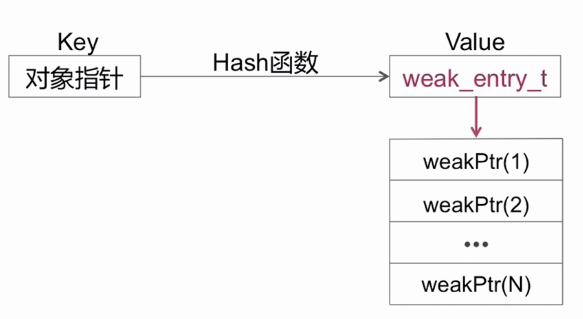 Key
Value
对象指针
Hash函数
weak_entry_t
weakPtr(1)
weakPtr(2)
•••
weakPtr(N)